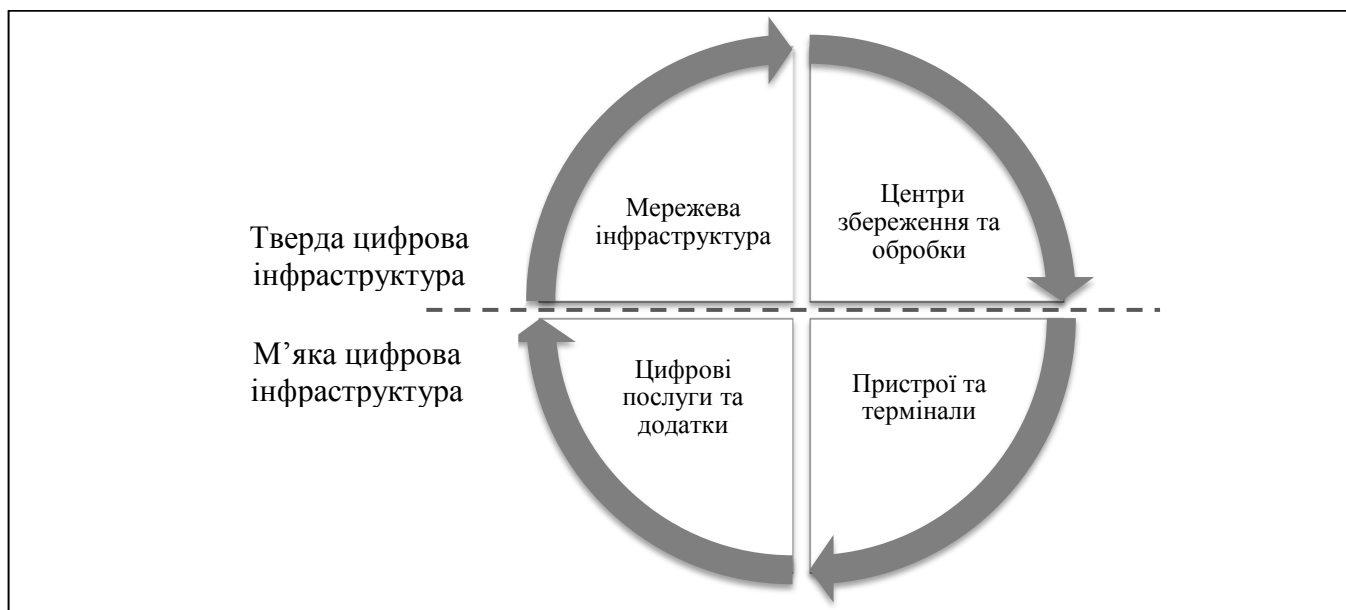 Мережева
інфраструктура
Центри
збереження та
обробки
Тверда цифрова
інфраструктура
М’яка цифрова
інфраструктура
Цифрові
послуги та
додатки
Пристрої та
термінали